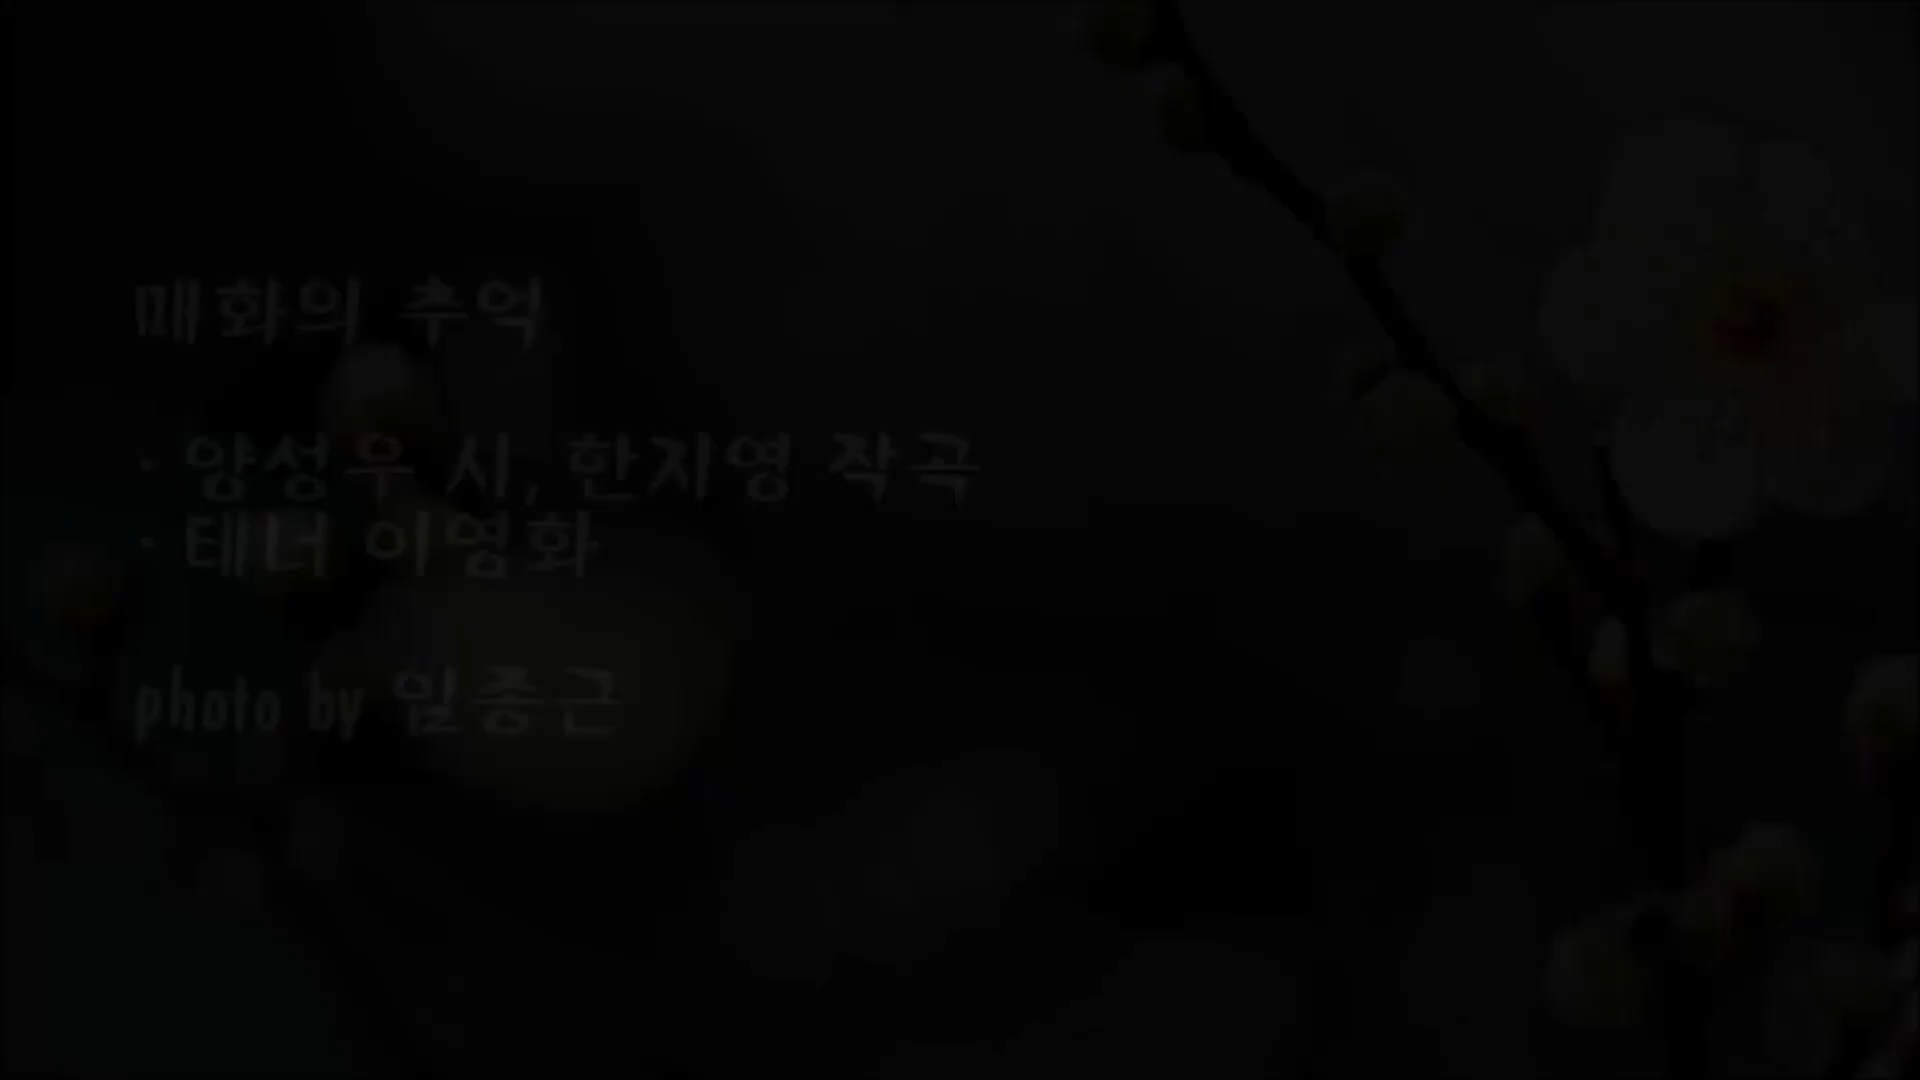 매화의 추억
· 양성우 시, 한지영 작곡
· 테너 이영화
photo by 임종근